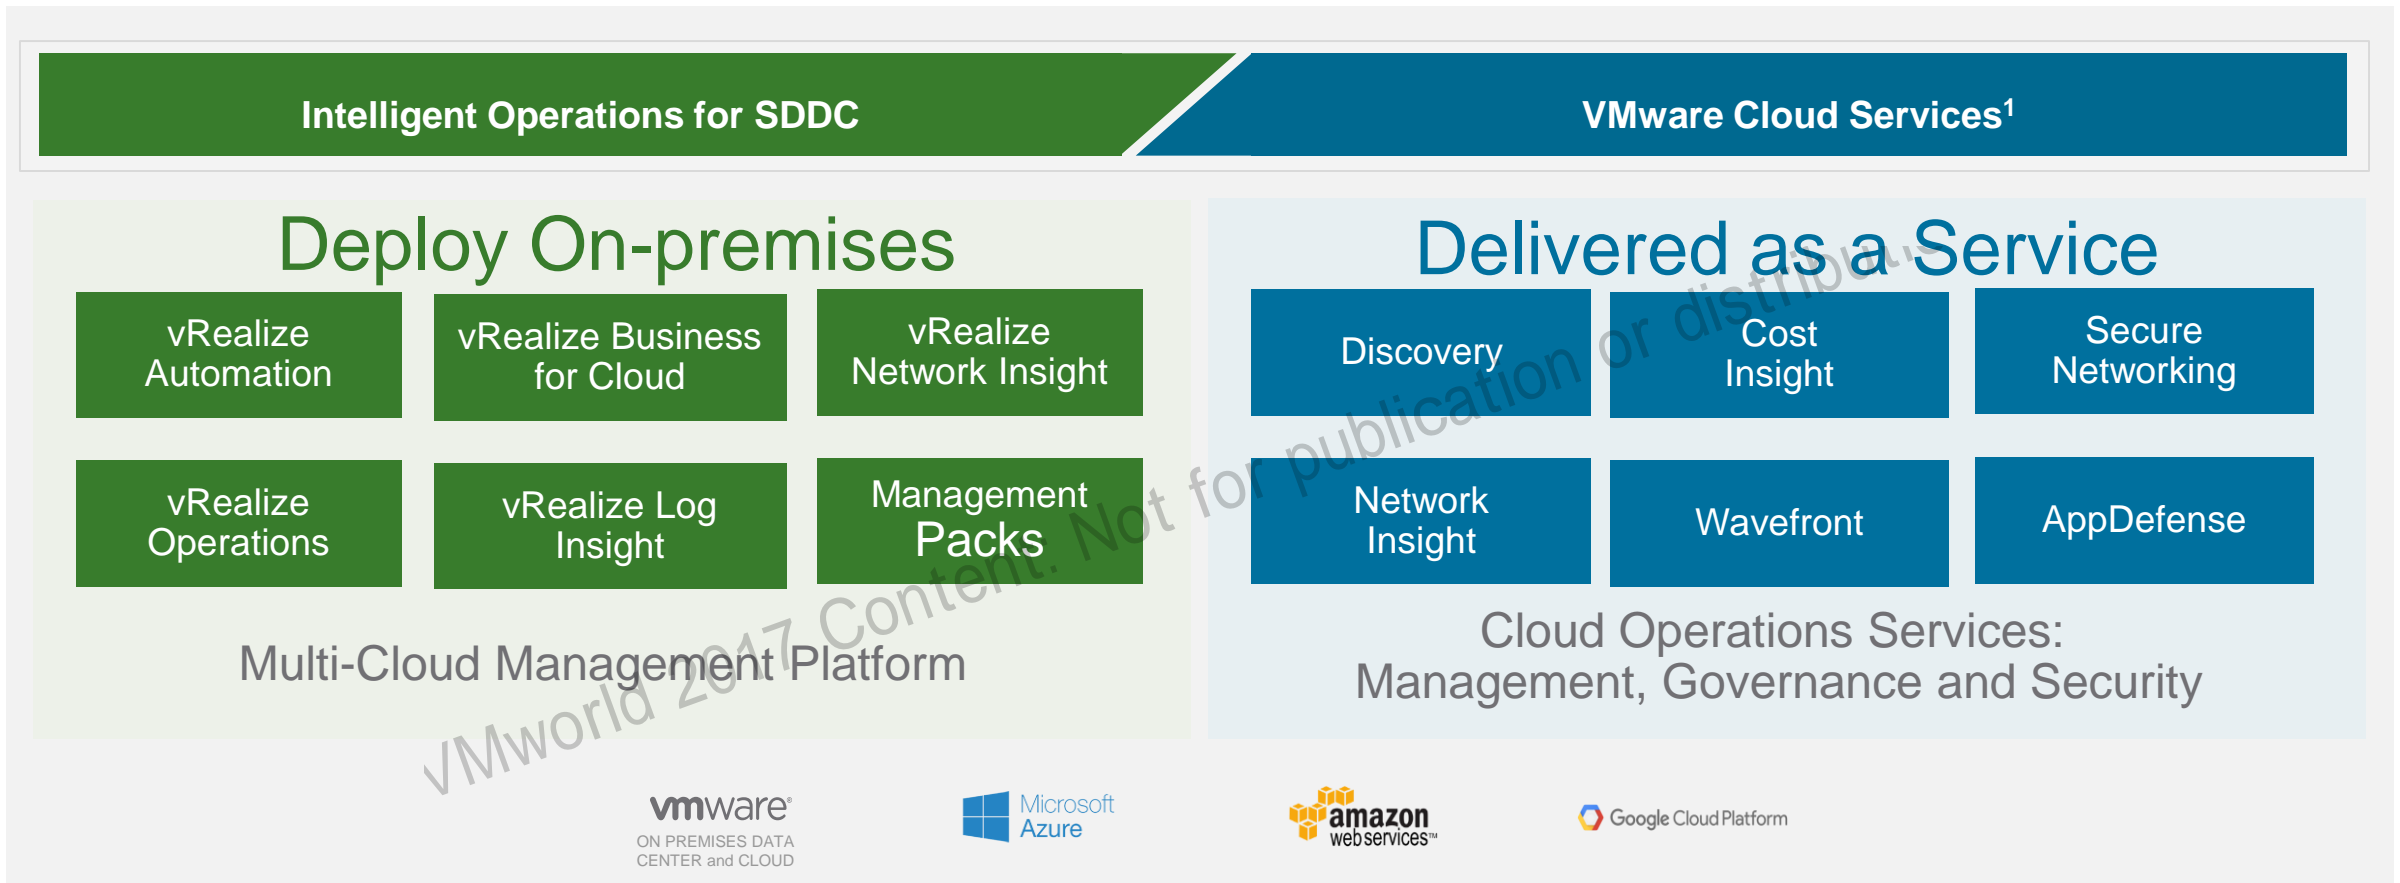 Intelligent Operations for SDDC
VMware Cloud Services1
Deploy On-premises
vRealize
Automation
vRealize Business
for Cloud
vRealize
Network Insight
vRealize
Operations
vRealize Log
Insight
Management
Packs
Multi-Cloud Management Platform
Delivered as a Service
Discovery
Cost
Insight
Secure
Networking
Network
Insight
Wavefront
AppDefense
Cloud Operations Services:
Management, Governance and Security
VMworld 2017 Content: Not for publication or
vmware®
ON PREMISES DATA
CENTER and CLOUD
Microsoft
Azure
amazon
webservices™
Google Cloud Platform